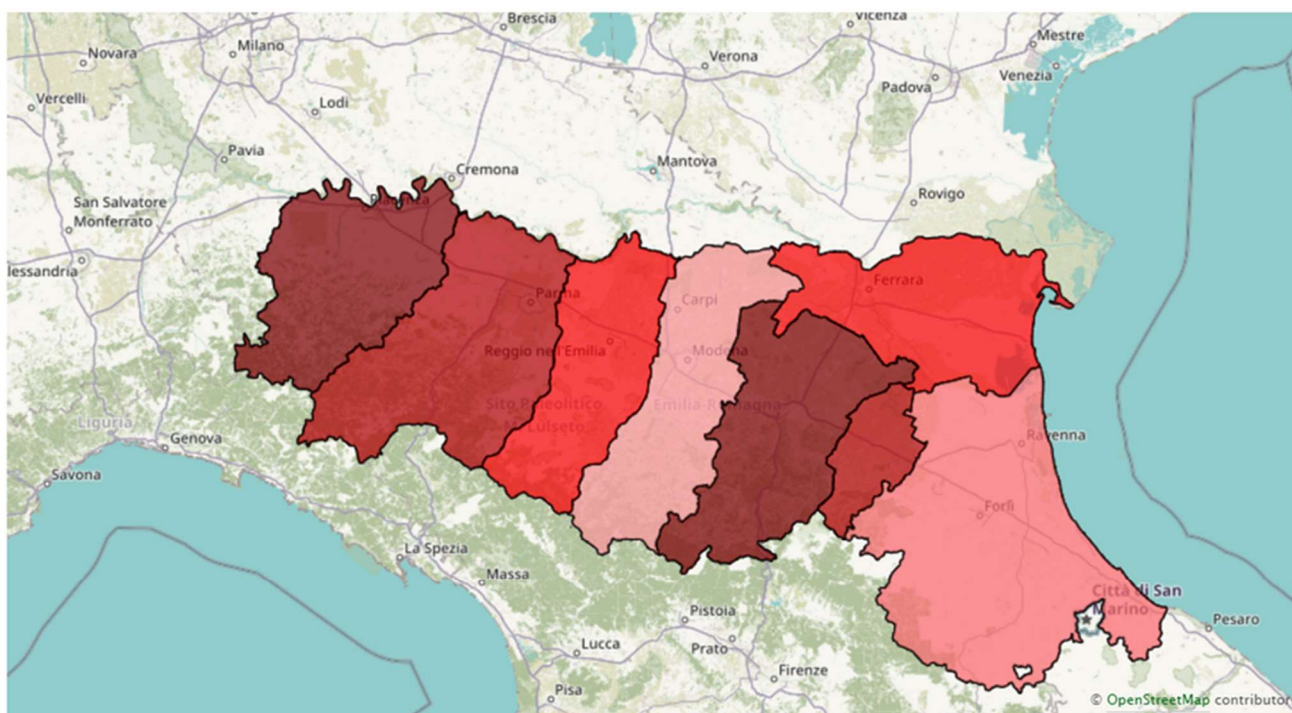 Brescia
Vicenza
Novara
Milano
Mestre
Verona
Venezia
Padova
Vercelli
Lodi
Pavia
Mantova
Cremona
Rovigo
San Salvatore
Monferrato
Piacenza
lessandria
Ferrara
Parma
Carpi
Reggio nell'Emilia
Modena
Sito Paleolitico
Emilia-Romagna
Liguria
Genova
Ravenna
Savona
Forlì
La Spezia
Massa
Città di San
Marino
Pistoia
Pesaro
Prato
Lucca
Firenze
Pisa
© OpenStreetMap contributor